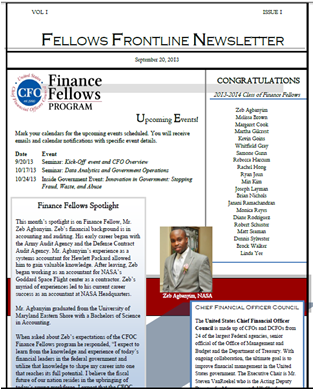 VOL I
ISSUE I
FELLOWS FRONTLINE NEWSLETTER
September 20, 2013
United States
Chief Financial Officers Council
CFO
Finance
Fellows
PROGRAM
Upcoming Events!
Mark your calendars for the upcoming events scheduled. You will receive
emails and calendar notifications with specific event details.
Date Event
9/20/13 Seminar: Kick-Off event and CFO Overview
10/17/13 Seminar: Data Analytics and Government Operations
10/24/13 Inside Government Event: Innovation in Government: Stopping
Fraud, Waste, and Abuse
CONGRATULATIONS
2013-2014 Class of Finance Fellows
Zeb Agbanyim
Melissa Brown
Margaret Cook
Martha Gilcrest
Kevin Gaines
Whitfield Gray
Samone Gunn
Rebecca Harcum
Rachel Hong
Ryan Jinn
Min Kim
Joseph Layman
Brian Nichols
Janani Ramachandran
Monica Reyes
Diane Rodriguez
Robert Schuster
Matt Seaman
Dennis Sylvester
Brock Walker
Linda Yee
Finance Fellows Spotlight
This month's spotlight is on Finance Fellow, Mr.
Zeb Agbanyim. Zeb's financial background is in
accounting and auditing. His early career began with
the Army Audit Agency and the Defense Contract
Audit Agency. Mr. Agbanyim's experience as a
systems accountant for Hewlett Packard allowed
him to gain valuable knowledge. After leaving, Zeb
began working as an accountant for NASA's
Goddard Space Flight center as a contractor. Zeb's
myriad of experiences led to his current career
success as an accountant at NASA Headquarters.
Mr. Agbanyim graduated from the University of
Maryland Eastern Shore with a Bachelors of Science
in Accounting.
When asked about Zeb's expectations of the CFOC
Finance Fellows program he responded, "I expect to
learn from the knowledge and experience of today's
financial leaders in the federal government and
utilize that knowledge to shape my career into one
that reaches its full potential. I believe the fiscal
future of our nation resides in the upbringing of
Zeb Agbanyim, NASA
CHIEF FINANCIAL OFFICER COUNCIL
The United States Chief Financial Officer
Council is made up of CFOs and DCFOs from
24 of the largest Federal agencies, senior
official of the Office of Management and
Budget and the Department of Treasury. With
ongoing collaboration, the ultimate goal is to
improve financial management in the United
States government. The Executive Chair is Mr.
Steven VanRoekel who is the Acting Deputy